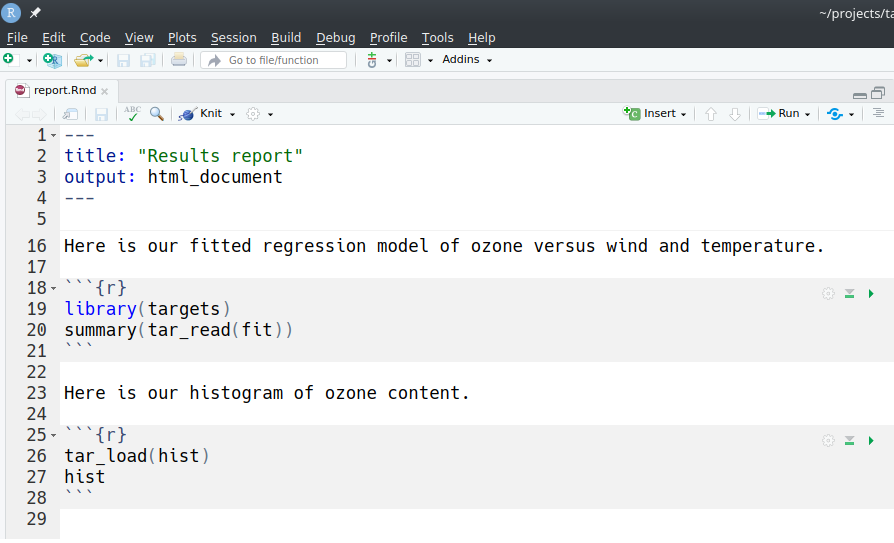 R ~/projects/ta
File Edit Code View Plots Session Build Debug Profile Tools Help
Go to file/function Addins
report.Rmd
ABC Knit Insert Run
1 ---
2 title: "Results report"
3 output: html_document
4 ---
5
16 Here is our fitted regression model of ozone versus wind and temperature.
17
18 ```{r}
19 library(targets)
20 summary(tar_read(fit))
21 ```
22
23 Here is our histogram of ozone content.
24
25 ```{r}
26 tar_load(hist)
27 hist
28 ```
29